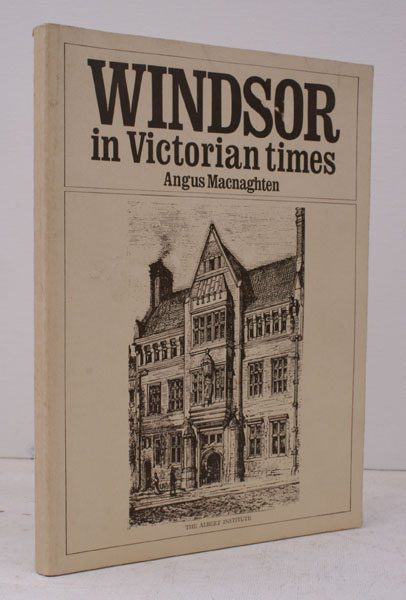 WINDSOR
in Victorian times
Angus Macnaghten
THE ALBERT INSTITUTE